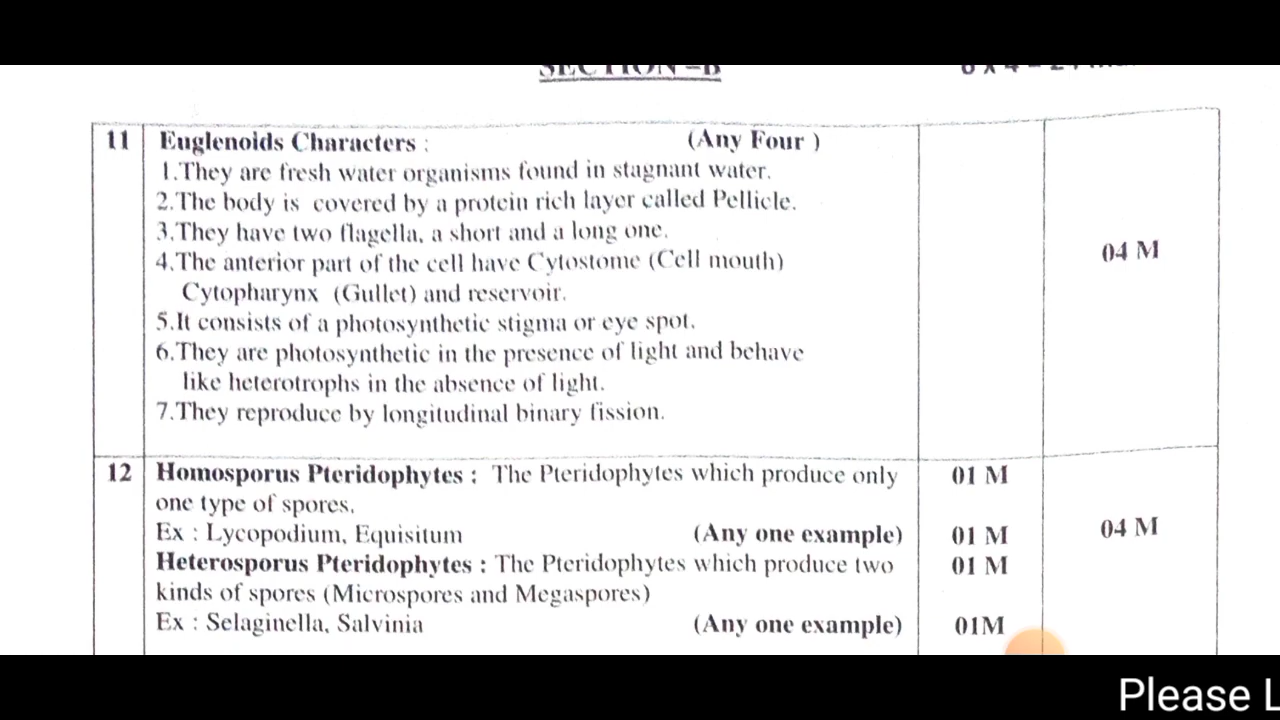 SECTION –B
11 Euglenoids Characters : (Any Four )
1.They are fresh water organisms found in stagnant water.
2.The body is covered by a protein rich layer called Pellicle.
3.They have two flagella, a short and a long one.
4.The anterior part of the cell have Cytostome (Cell mouth)
Cytopharynx (Gullet) and reservoir.
04 M
5.It consists of a photosynthetic stigma or eye spot.
6.They are photosynthetic in the presence of light and behave
like heterotrophs in the absence of light.
7.They reproduce by longitudinal binary fission.
12 Homosporus Pteridophytes : The Pteridophytes which produce only 01 M
one type of spores.
Ex : Lycopodium, Equisitum (Any one example) 01 M 04 M
Heterosporus Pteridophytes : The Pteridophytes which produce two 01 M
kinds of spores (Microspores and Megaspores)
Ex : Selaginella, Salvinia (Any one example) 01M
Please